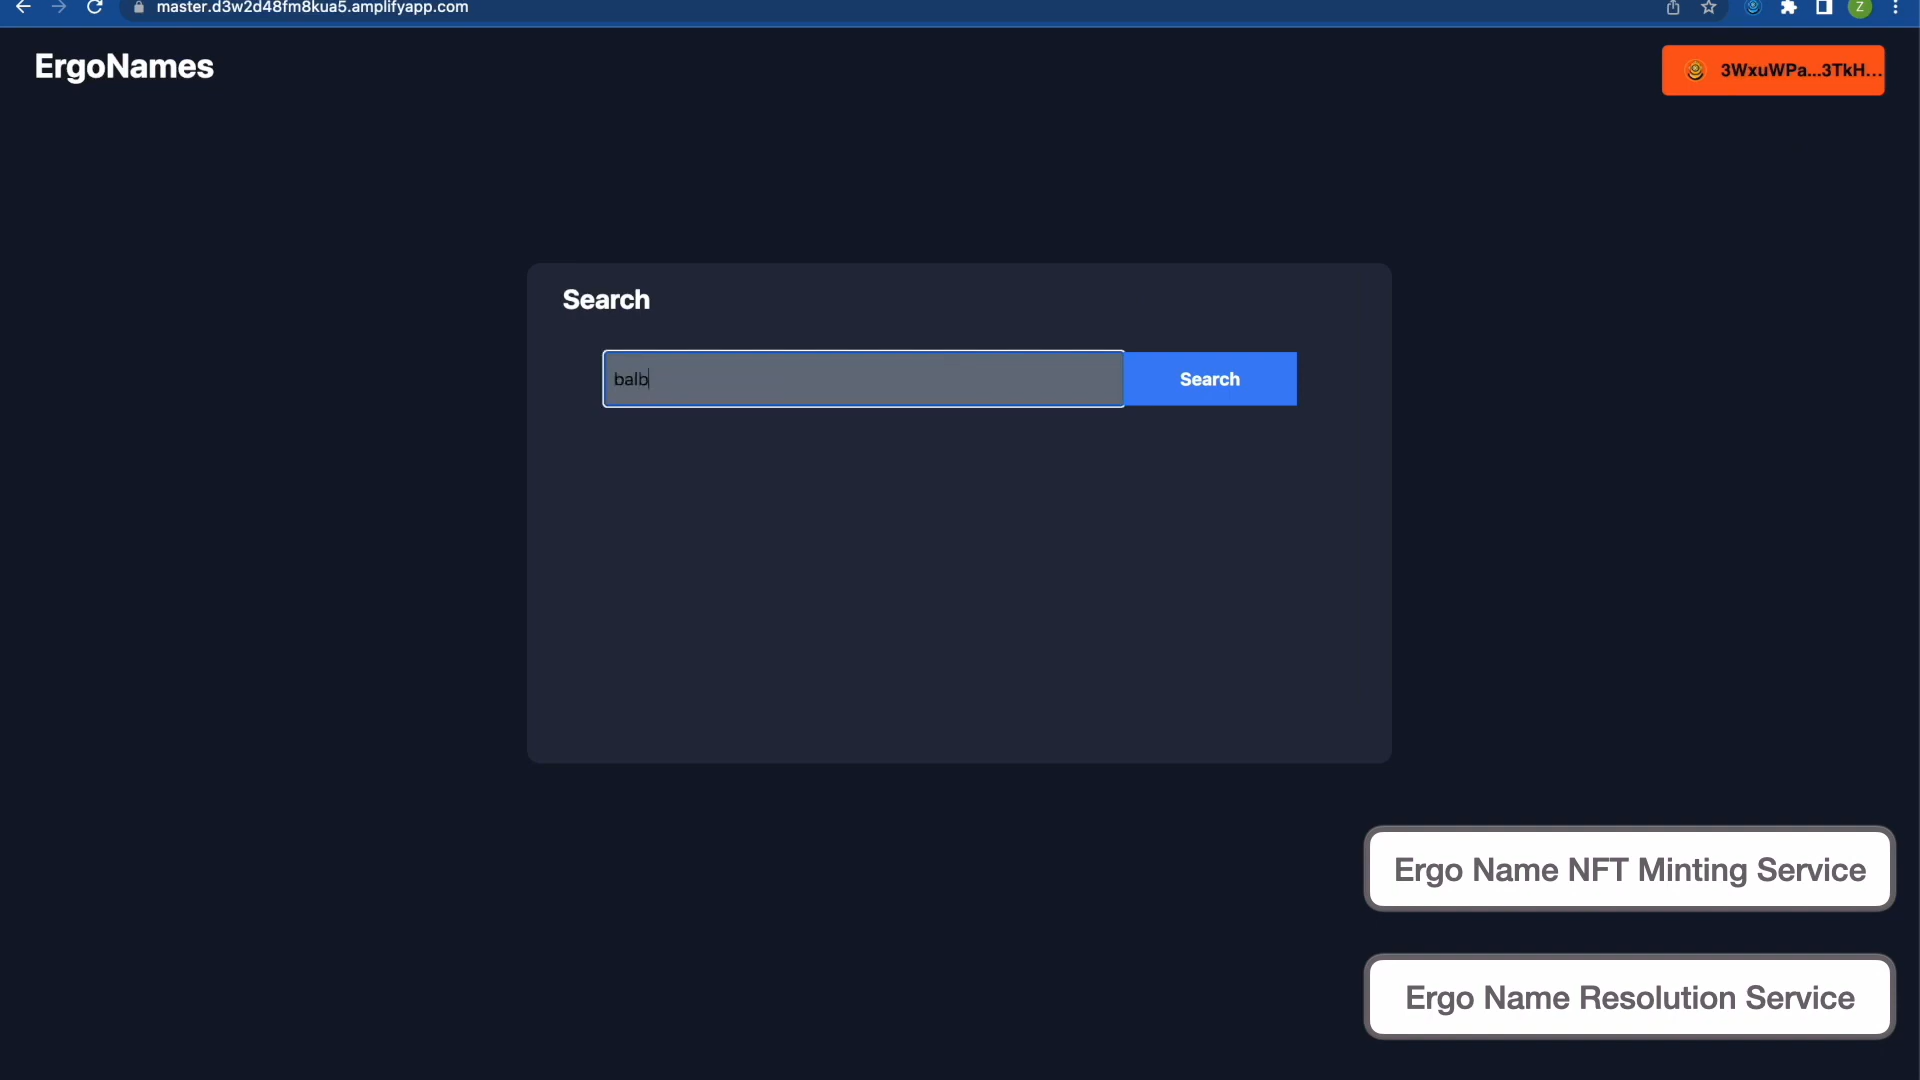 master.d3w2d48fm8kua5.amplifyapp.com
Z
ErgoNames
3WxuWPa...3TkH...
Search
balb
Search
Ergo Name NFT Minting Service
Ergo Name Resolution Service